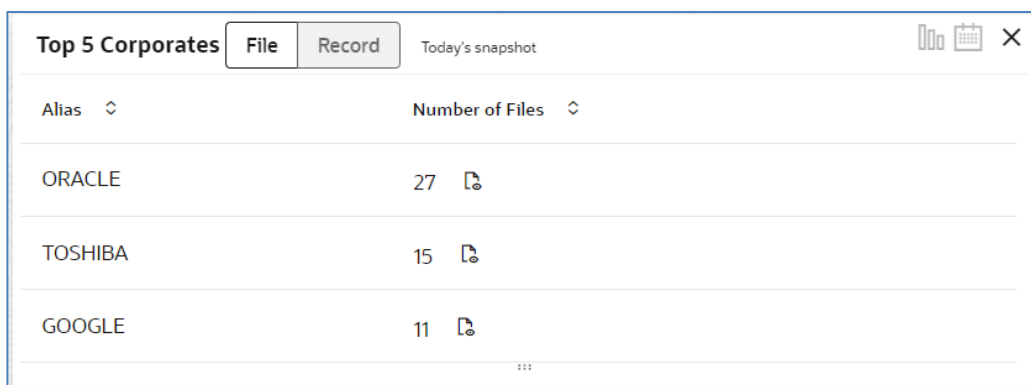 Top 5 Corporates File Record Today's snapshot
Alias Number of Files
ORACLE 27
TOSHIBA 15
GOOGLE 11